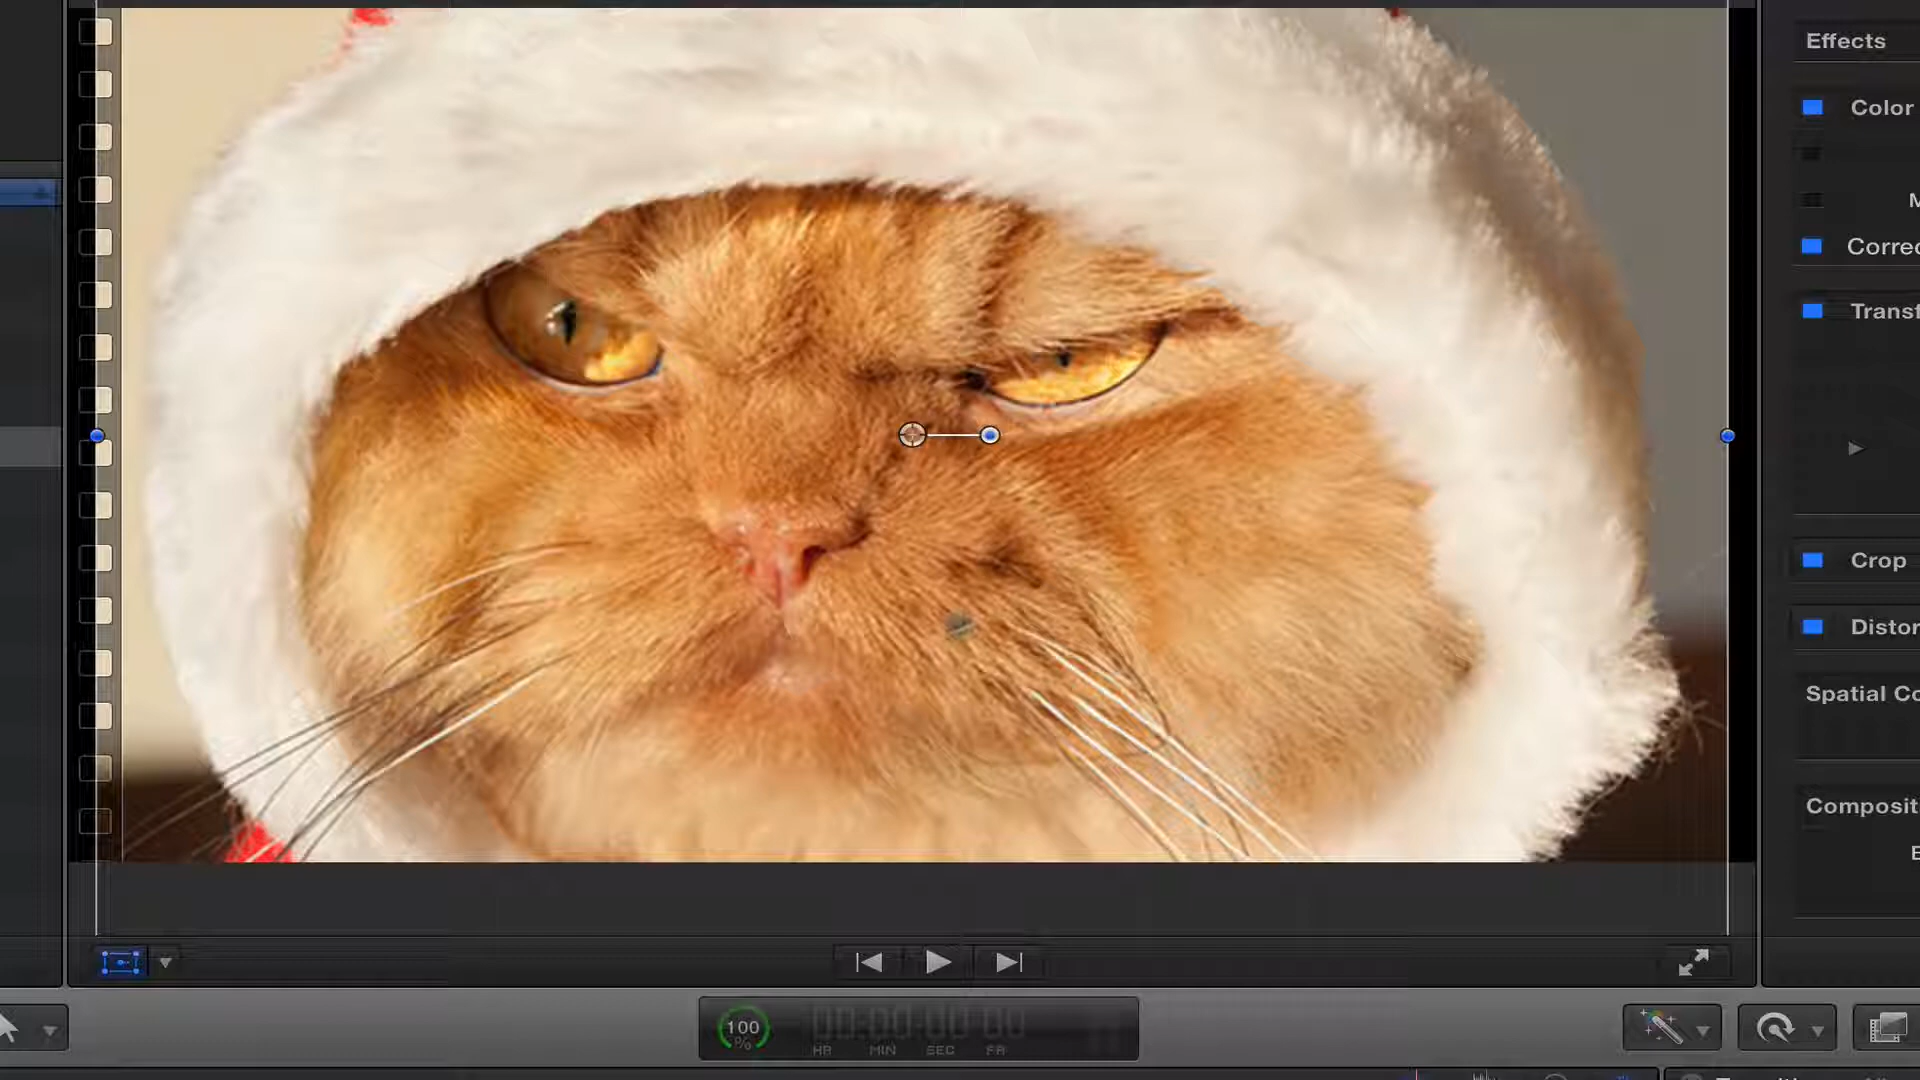 Effects
Color
M
Correc
Transf
Crop
Distor
Spatial Co
Composit
E
100
%
HR MIN SEC FR